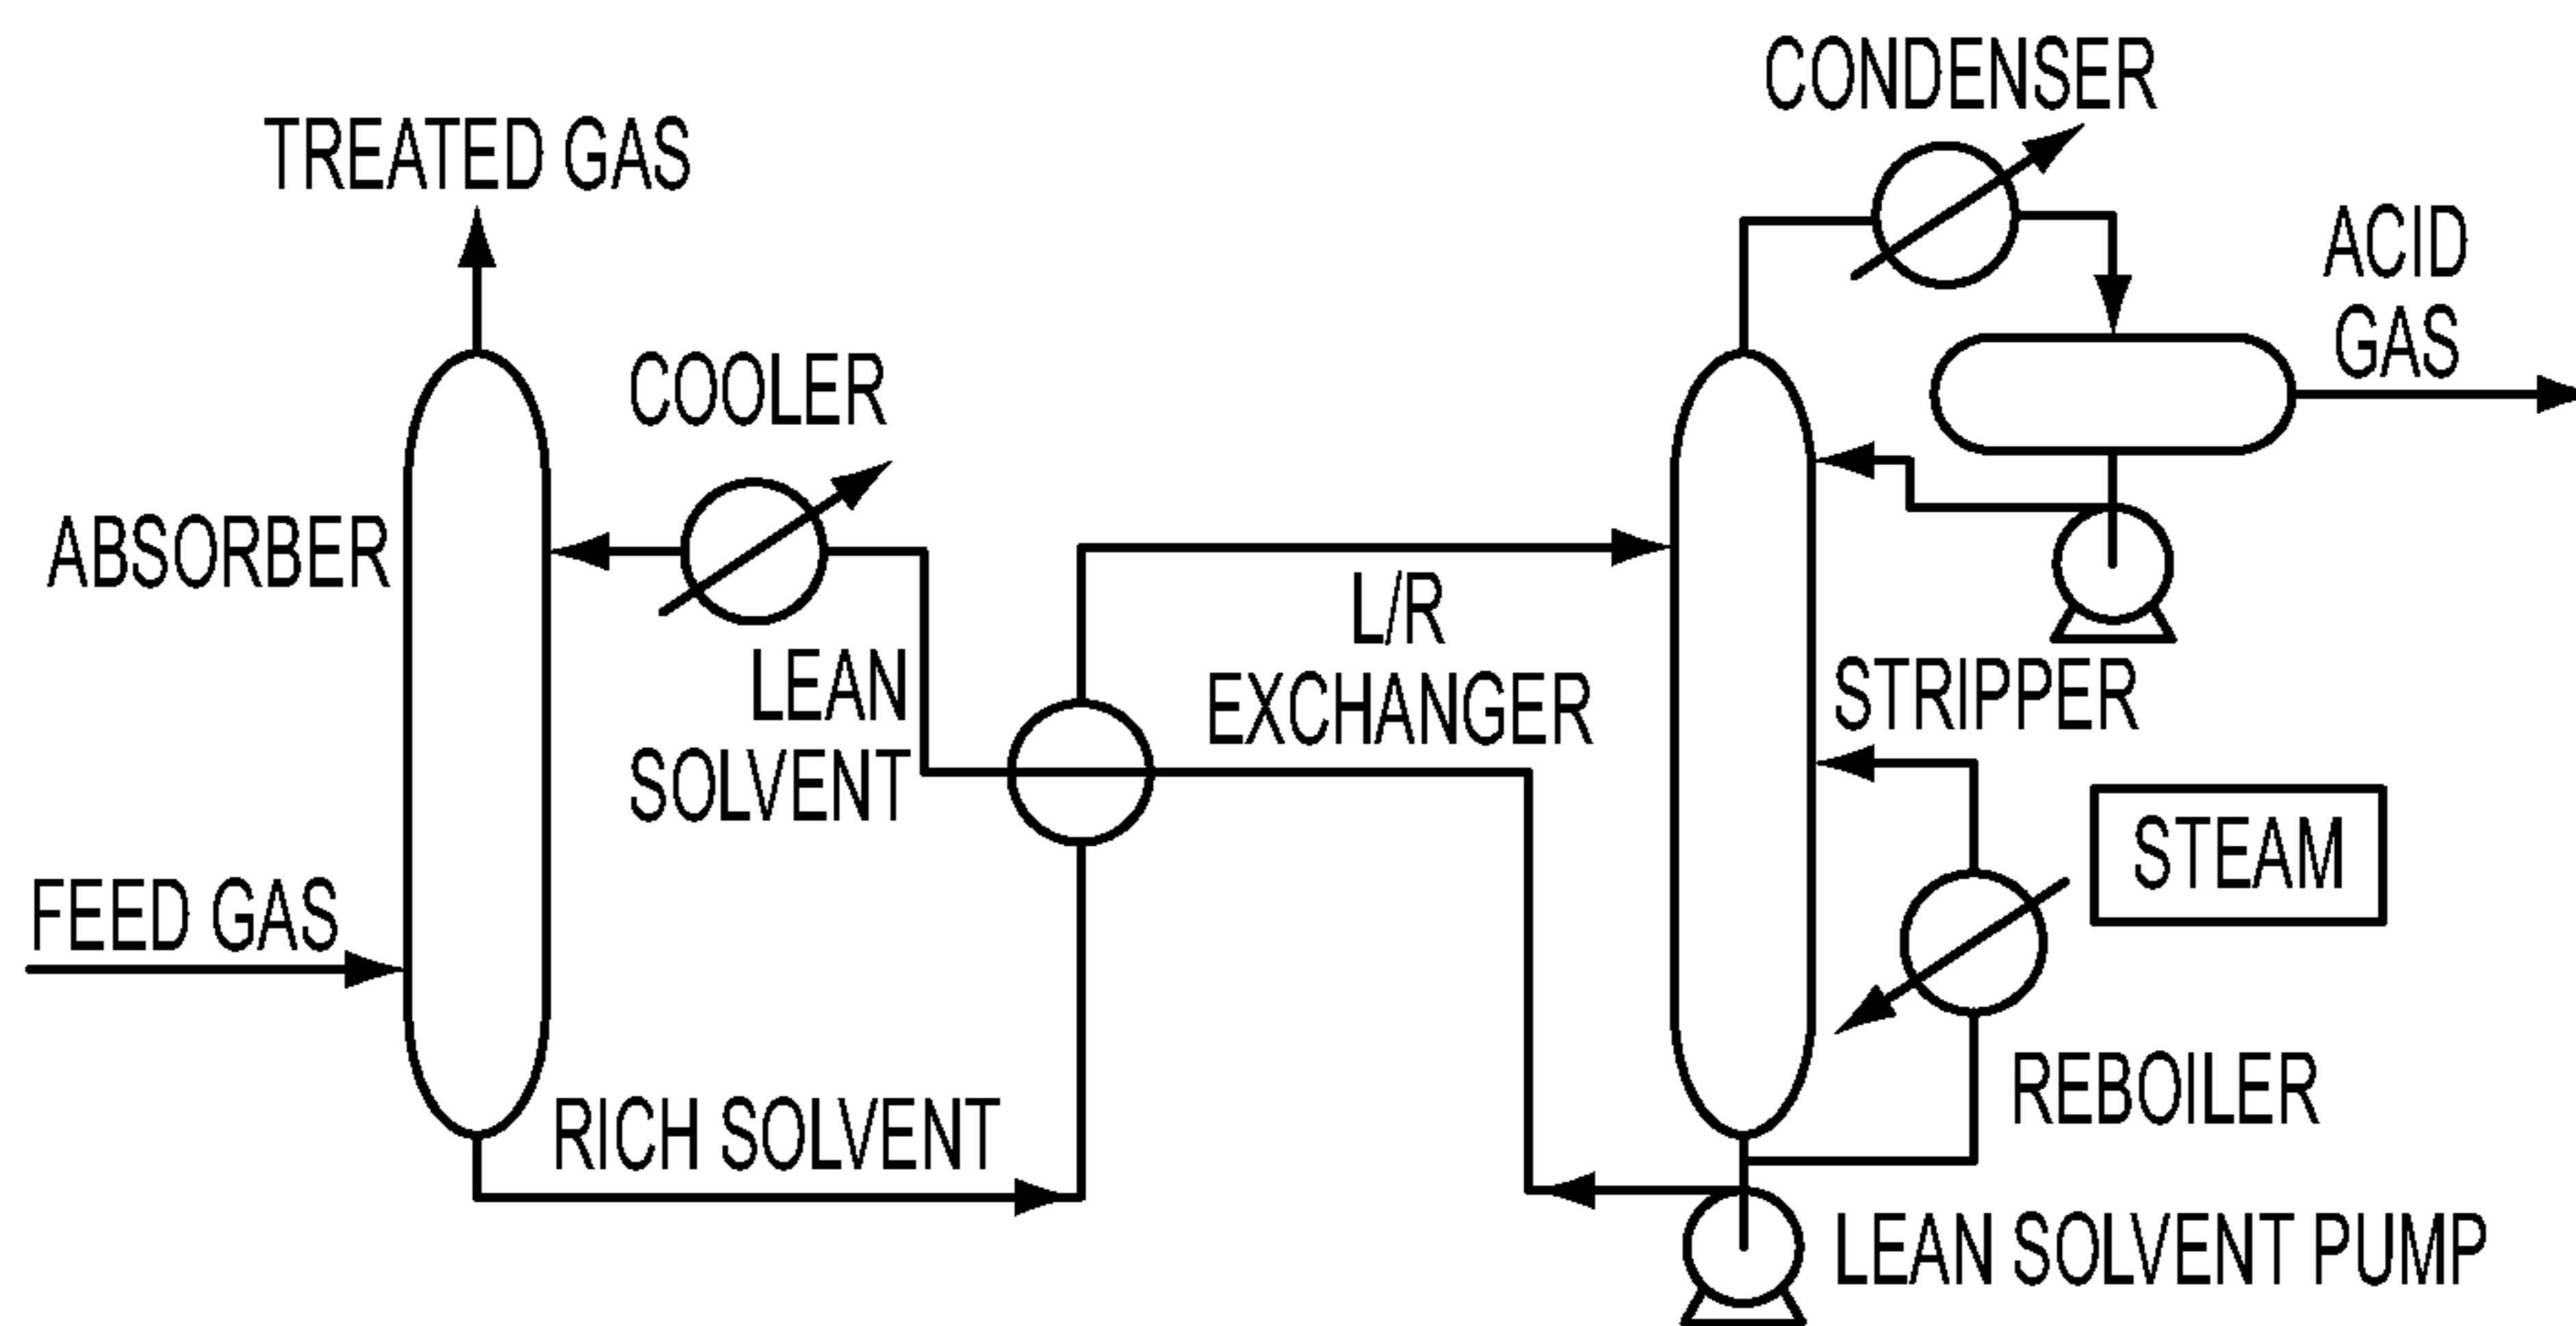 CONDENSER
TREATED GAS
ACID
GAS
COOLER
ABSORBER
L/R
EXCHANGER
LEAN
SOLVENT
STRIPPER
STEAM
FEED GAS
REBOILER
RICH SOLVENT
LEAN SOLVENT PUMP